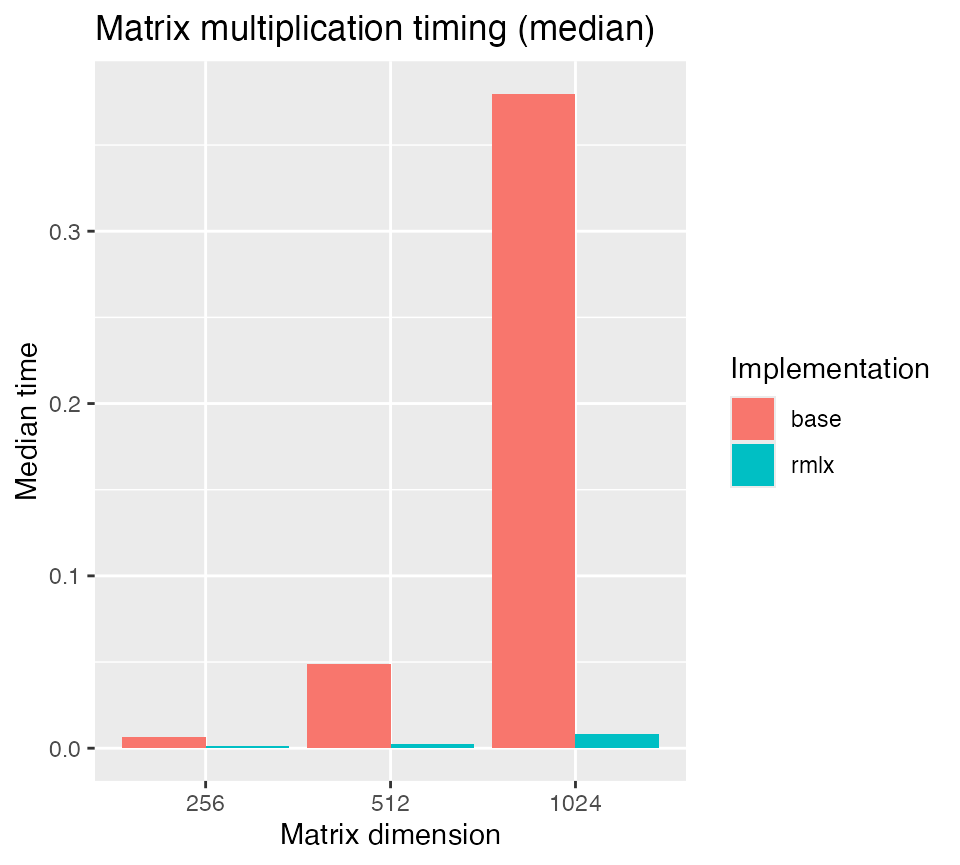 Matrix multiplication timing (median)
Median time
0.3
0.2
0.1
0.0
256
512
1024
Matrix dimension
Implementation
base
rmlx